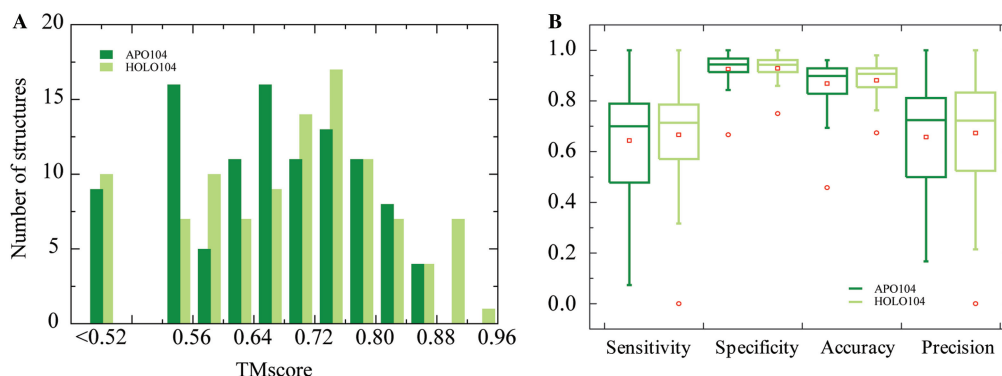 A
20
15
10
5
0
Number of structures
APO104
HOLO104
<0.52 0.56 0.64 0.72 0.80 0.88 0.96
TMscore
B
1.0
0.8
0.6
0.4
0.2
0.0
APO104
HOLO104
Sensitivity Specificity Accuracy Precision